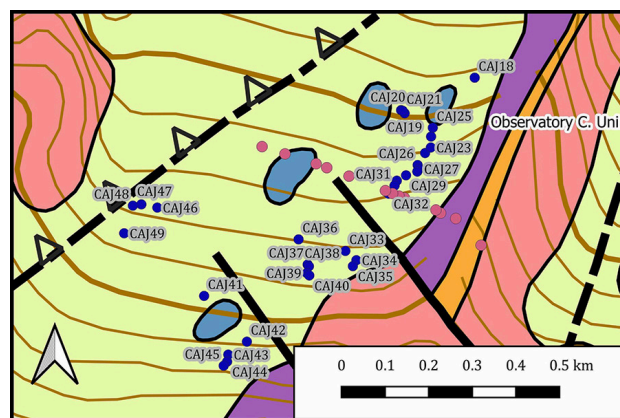 CAJ18
CAJ20 CAJ21
CAJ19 CAJ25
Observatory C. Uni
CAJ26 CAJ23
CAJ31 CAJ27
CAJ29
CAJ48 CAJ47
CAJ46
CAJ32
CAJ49
CAJ36
CAJ33
CAJ37 CAJ38
CAJ34
CAJ39
CAJ35
CAJ40
CAJ41
CAJ42
CAJ45 CAJ43
CAJ44
0 0.1 0.2 0.3 0.4 0.5 km